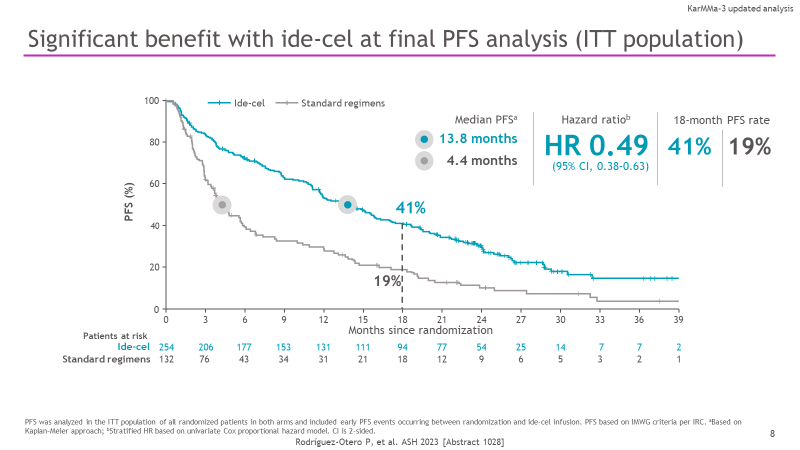 KarMMa-3 updated analysis
Significant benefit with ide-cel at final PFS analysis (ITT population)
Ide-cel
Standard regimens
Median PFSᵃ
13.8 months
4.4 months
Hazard ratioᵇ
HR 0.49
(95% CI, 0.38-0.63)
18-month PFS rate
41% 19%
PFS (%)
100
80
60
40
20
0
41%
19%
0 3 6 9 12 15 18 21 24 27 30 33 36 39
Months since randomization
Patients at risk
Ide-cel 254 206 177 153 131 111 94 77 54 25 14 7 7 2
Standard regimens 132 76 43 34 31 21 18 12 9 6 5 3 2 1
PFS was analyzed in the ITT population of all randomized patients in both arms and included early PFS events occurring between randomization and ide-cel infusion. PFS based on IMWG criteria per IRC. ᵃBased on
Kaplan-Meier approach; ᵇStratified HR based on univariate Cox proportional hazard model. CI is 2-sided.
Rodríguez-Otero P, et al. ASH 2023 [Abstract 1028]
8